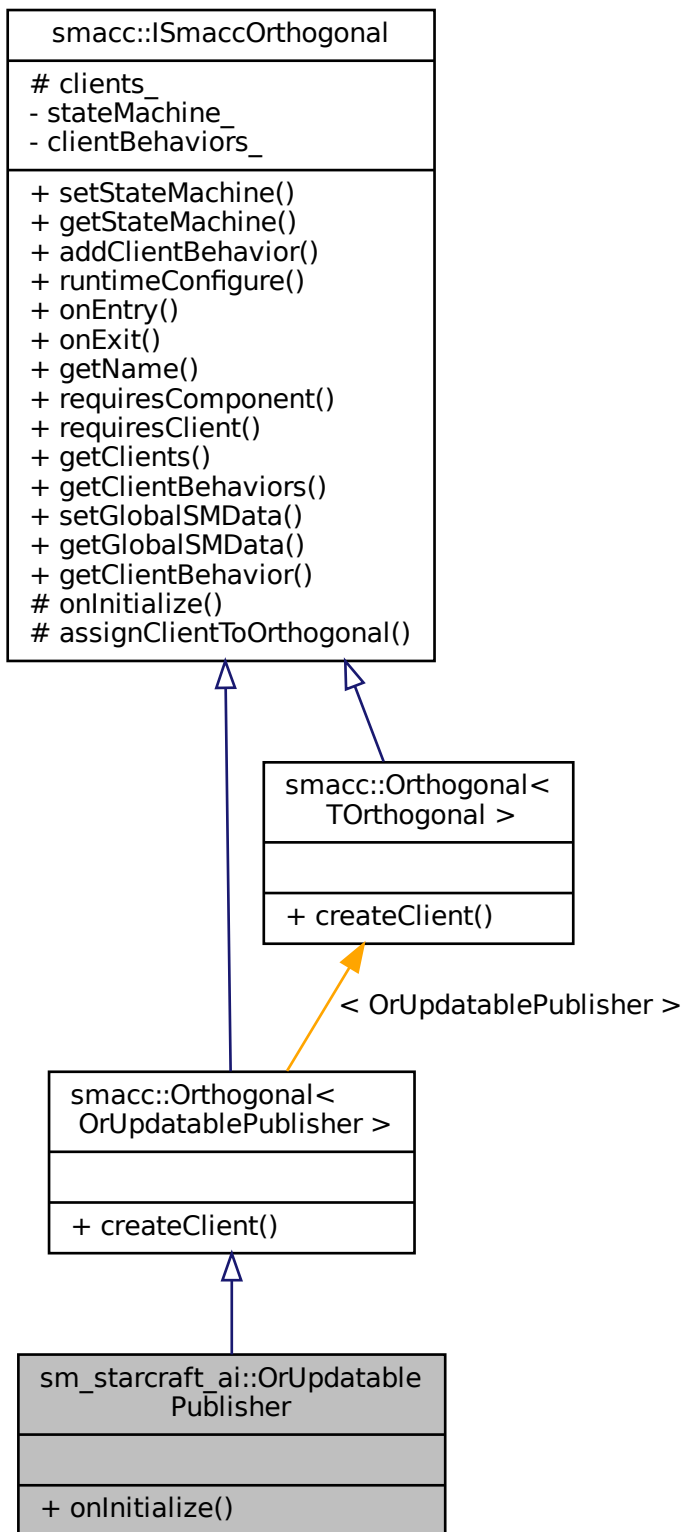 smacc::ISmaccOrthogonal
# clients_
- stateMachine_
- clientBehaviors_
+ setStateMachine()
+ getStateMachine()
+ addClientBehavior()
+ runtimeConfigure()
+ onEntry()
+ onExit()
+ getName()
+ requiresComponent()
+ requiresClient()
+ getClients()
+ getClientBehaviors()
+ setGlobalSMData()
+ getGlobalSMData()
+ getClientBehavior()
# onInitialize()
# assignClientToOrthogonal()
smacc::Orthogonal<
TOrthogonal >
+ createClient()
< OrUpdatablePublisher >
smacc::Orthogonal<
OrUpdatablePublisher >
+ createClient()
sm_starcraft_ai::OrUpdatable
Publisher
+ onInitialize()